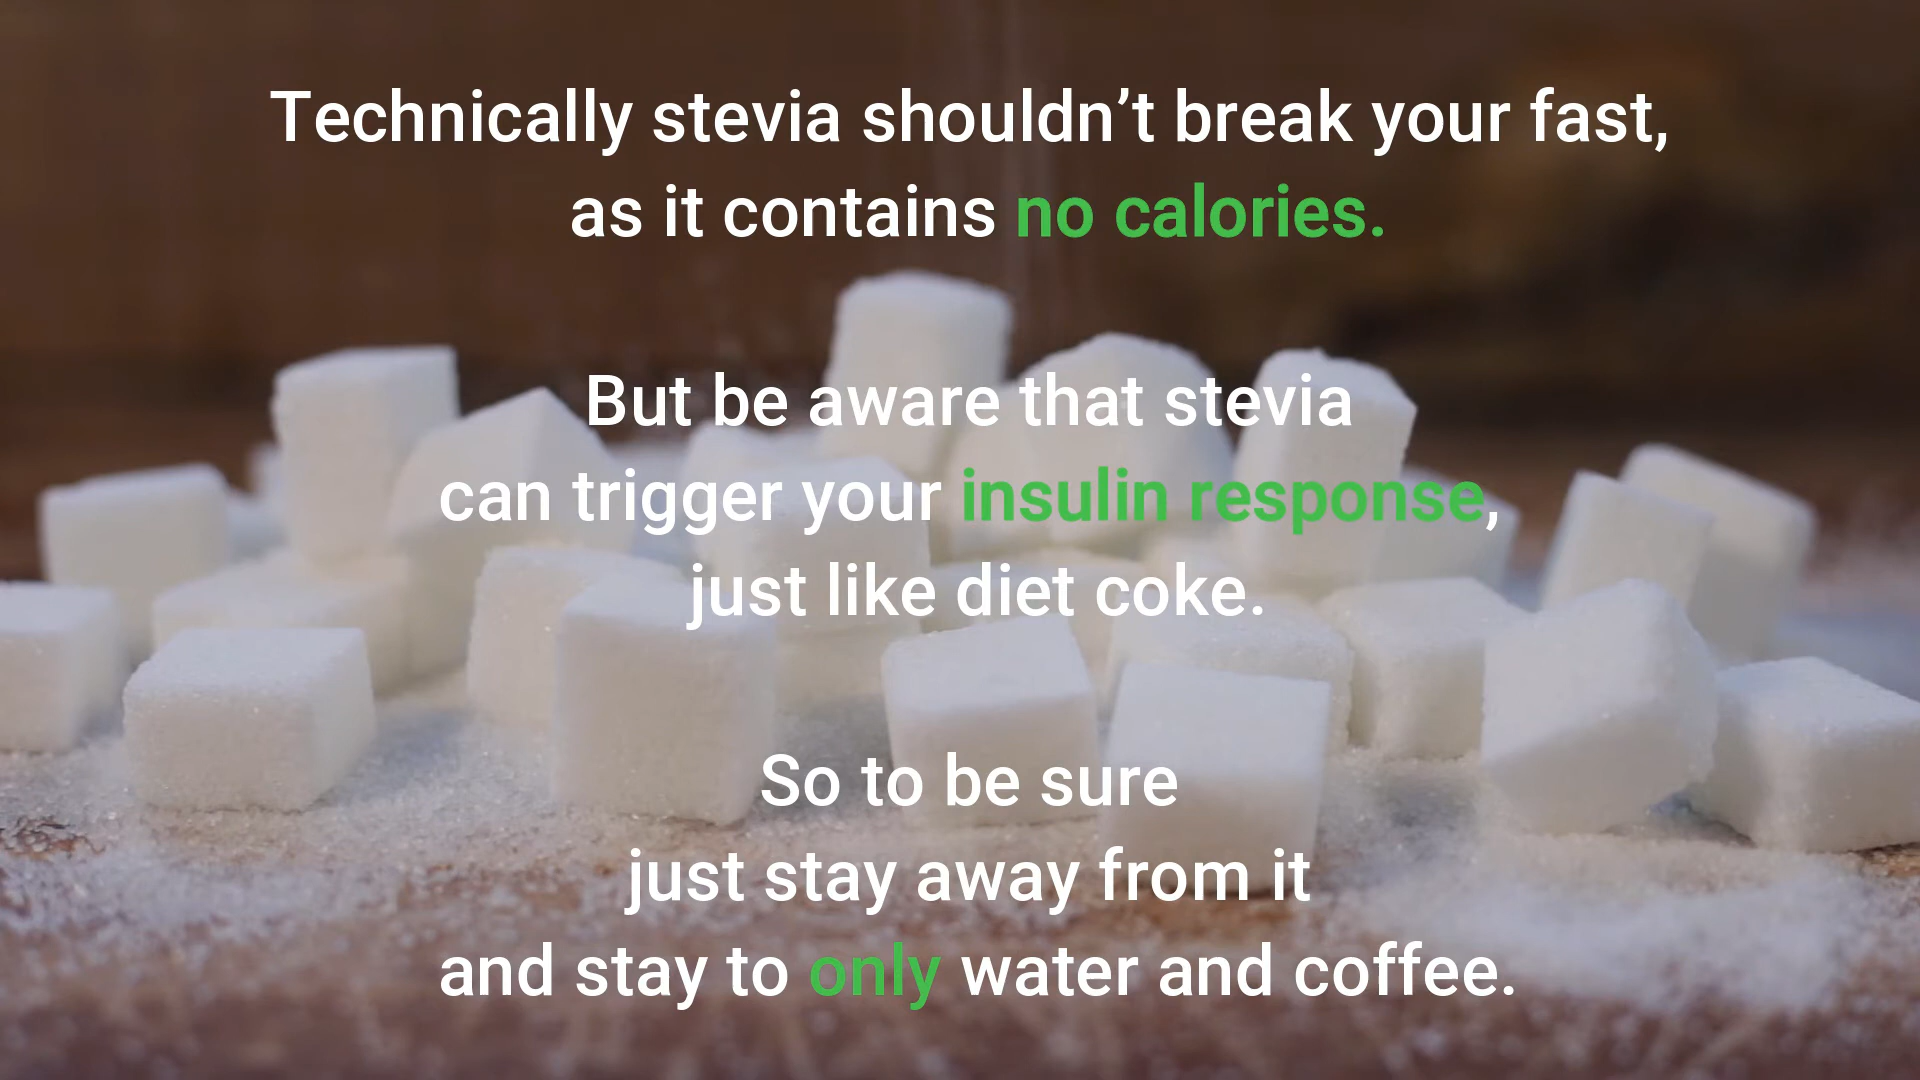 Technically stevia shouldn’t break your fast,
as it contains no calories.
But be aware that stevia
can trigger your insulin response,
just like diet coke.
So to be sure
just stay away from it
and stay to only water and coffee.